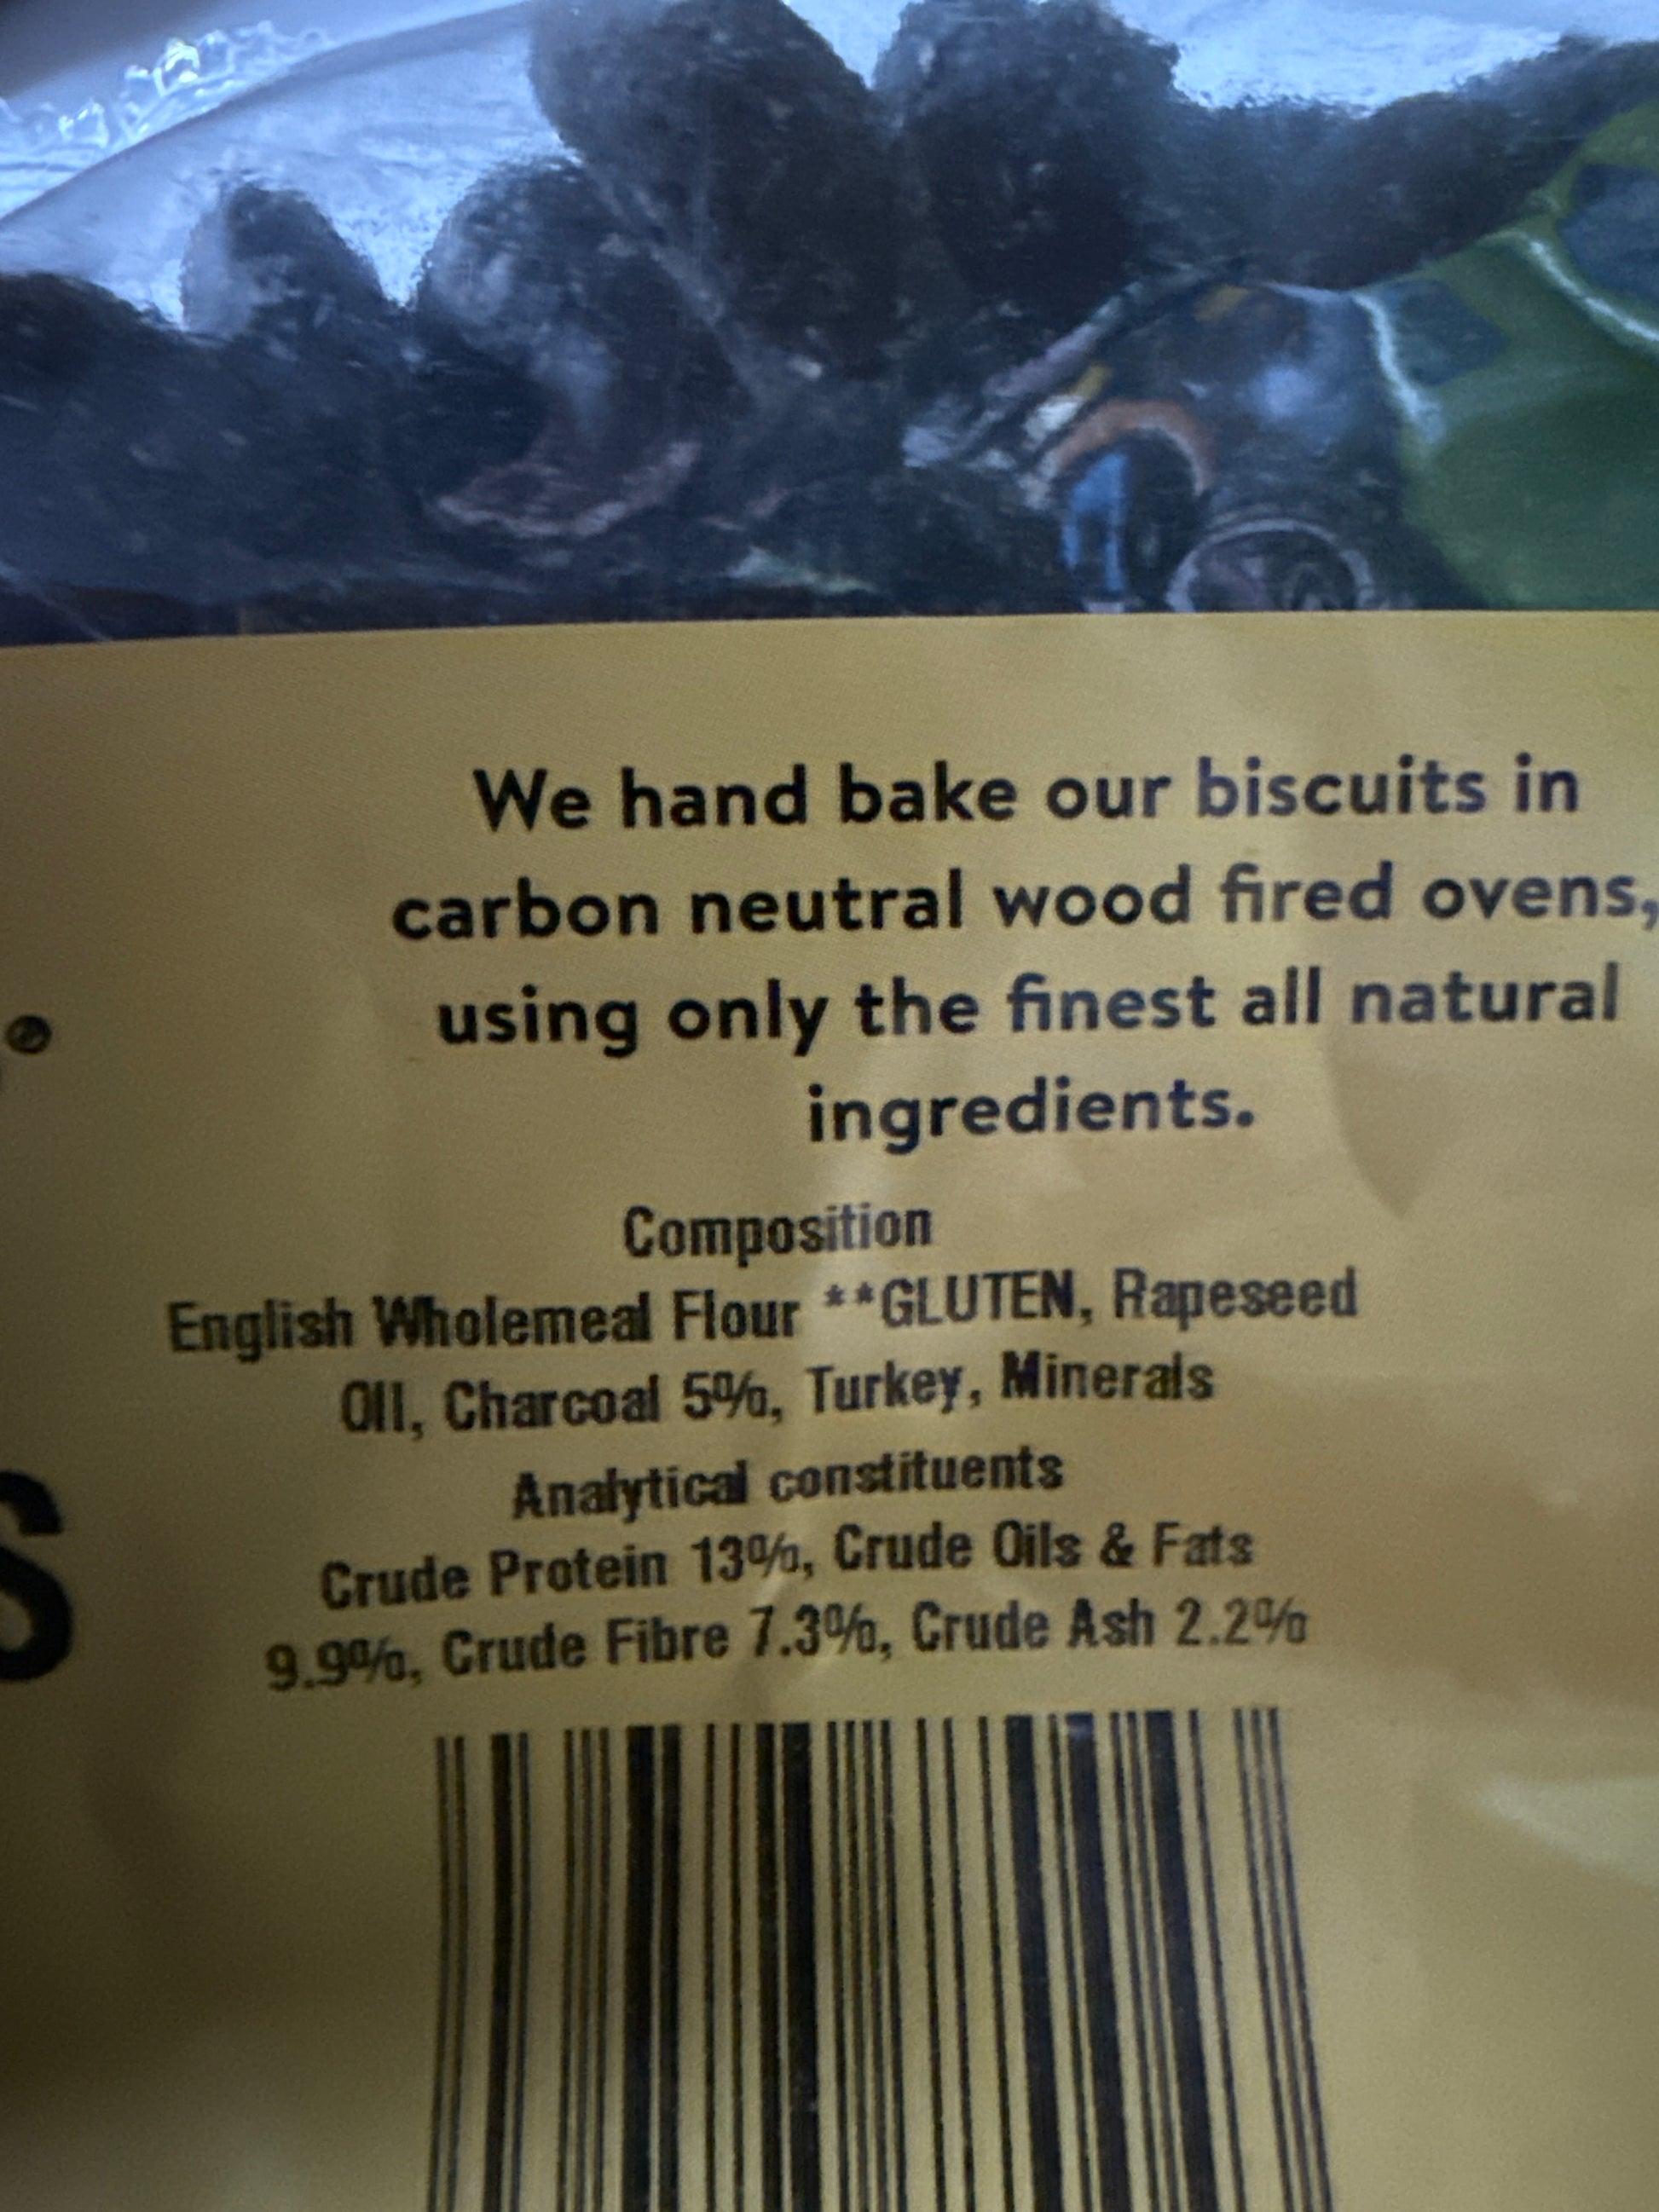 We hand bake our biscuits in
carbon neutral wood fired ovens,
using only the finest all natural
ingredients.
®
Composition
English Wholemeal Flour **GLUTEN, Rapeseed
OIl, Charcoal 5%, Turkey, Minerals
Analytical constituents
Crude Protein 13%, Crude Oils & Fats
9.9%, Crude Fibre 7.3%, Crude Ash 2.2%
S